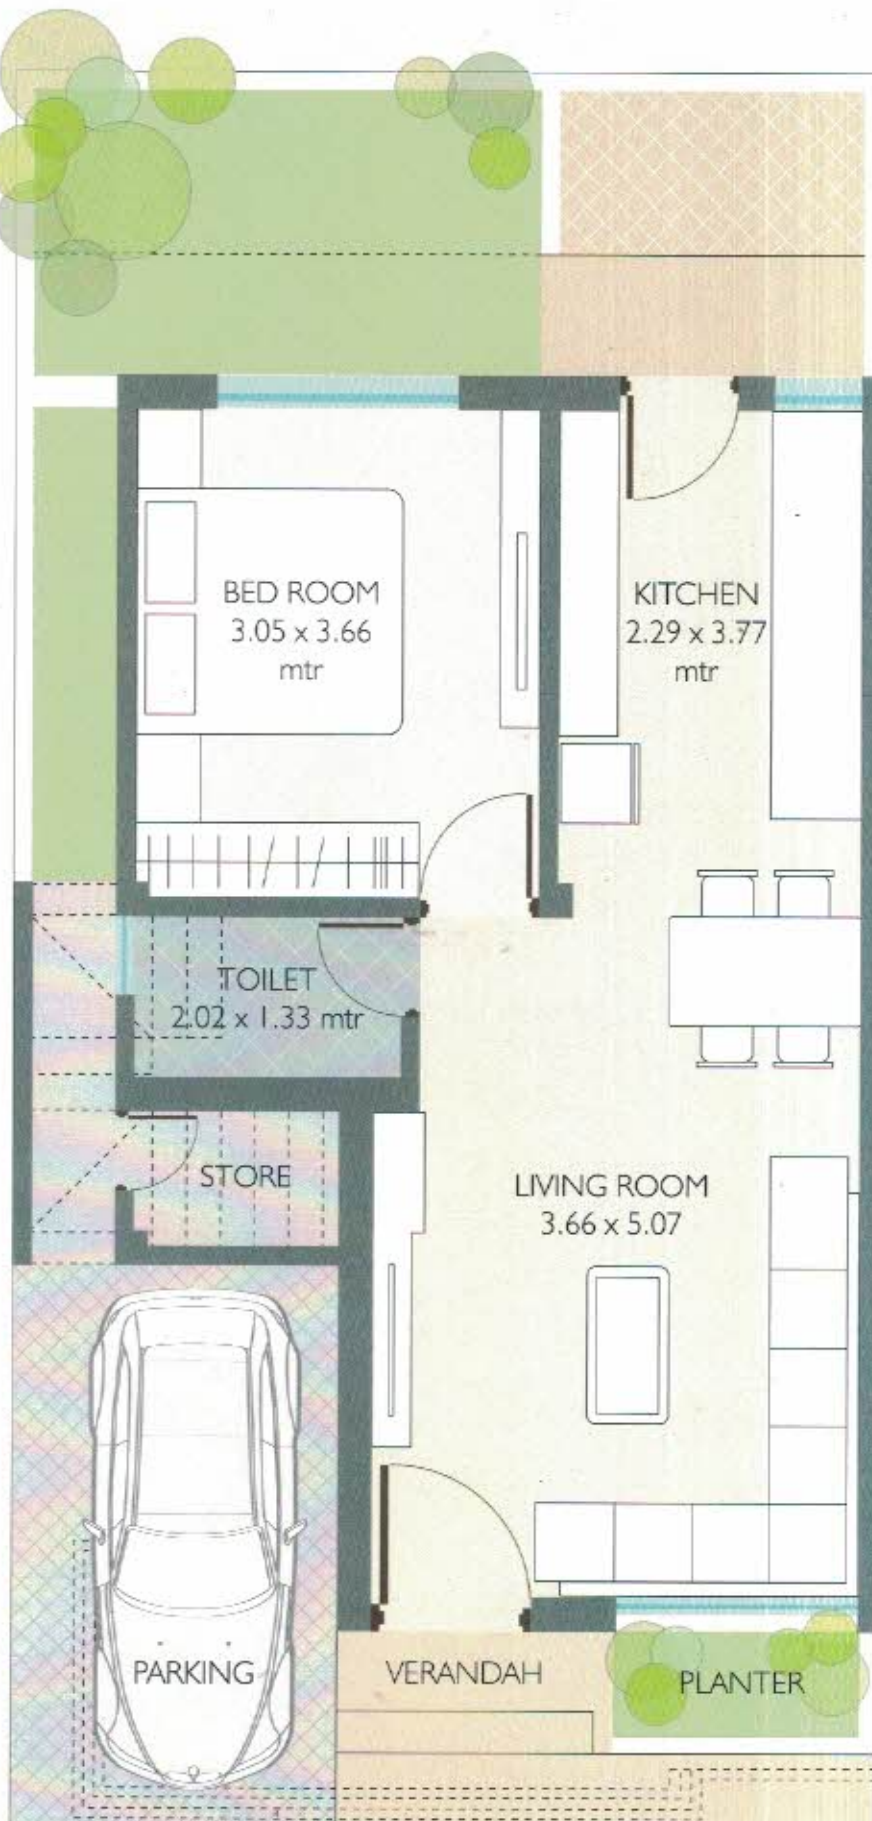 BED ROOM
3.05 x 3.66
mtr
KITCHEN
2.29 x 3.77
mtr
TOILET
2.02 x 1.33 mtr
STORE
LIVING ROOM
3.66 x 5.07
PARKING
VERANDAH
PLANTER